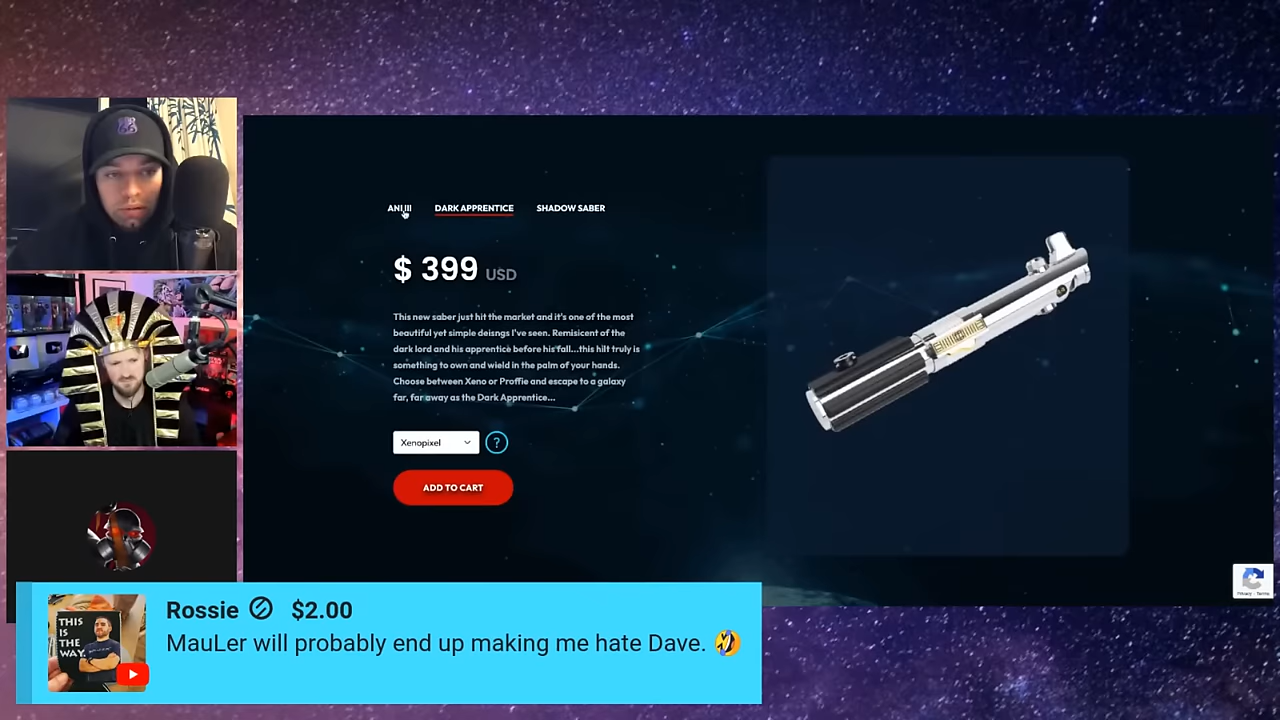 ANI III DARK APPRENTICE SHADOW SABER
$ 399 USD
This new saber just hit the market and it's one of the most
beautiful yet simple deisngs I've seen. Remisicent of the
dark lord and his apprentice before his fall...this hilt truly is
something to own and wield in the palm of your hands.
Choose between Xeno or Proffie and escape to a galaxy
far, far away as the Dark Apprentice...
Xenopixel
?
ADD TO CART
Privacy - Terms
THIS
IS
THE
WAY.
Rossie $2.00
MauLer will probably end up making me hate Dave. 🤣